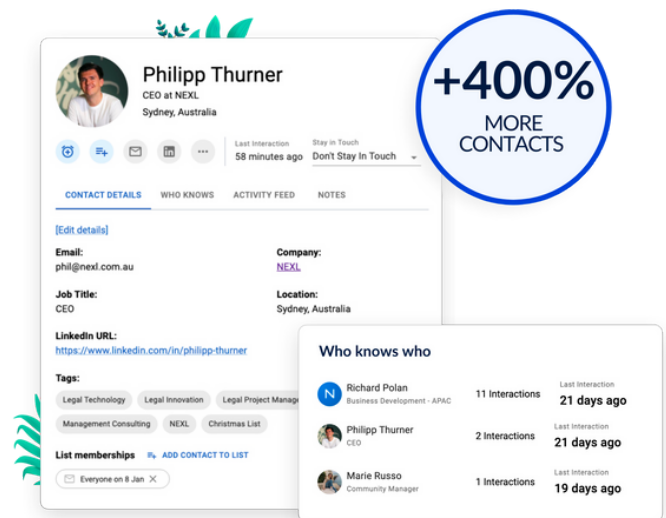 +400%
MORE
CONTACTS
Philipp Thurner
CEO at NEXL
Sydney, Australia
Last Interaction
58 minutes ago
Stay in Touch
Don't Stay In Touch
CONTACT DETAILS WHO KNOWS ACTIVITY FEED NOTES
[Edit details]
Email:
phil@nexl.com.au
Company:
NEXL
Job Title:
CEO
Location:
Sydney, Australia
LinkedIn URL:
https://www.linkedin.com/in/philipp-thurner
Tags:
Legal Technology Legal Innovation Legal Project Manage
Management Consulting NEXL Christmas List
List memberships ADD CONTACT TO LIST
Everyone on 8 Jan
Who knows who
N
Richard Polan
Business Development - APAC
11 Interactions
Last Interaction
21 days ago
Philipp Thurner
CEO
2 Interactions
Last Interaction
21 days ago
Marie Russo
Community Manager
1 Interactions
Last Interaction
19 days ago